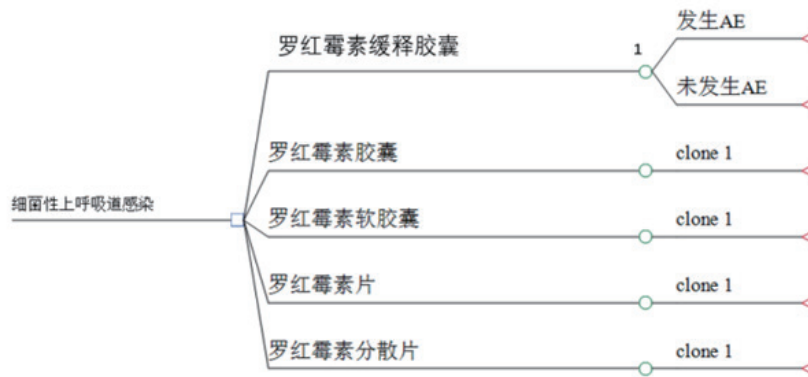 发生AE
罗红霉素缓释胶囊
1
未发生AE
罗红霉素胶囊
clone 1
细菌性上呼吸道感染
罗红霉素软胶囊
clone 1
罗红霉素片
clone 1
罗红霉素分散片
clone 1